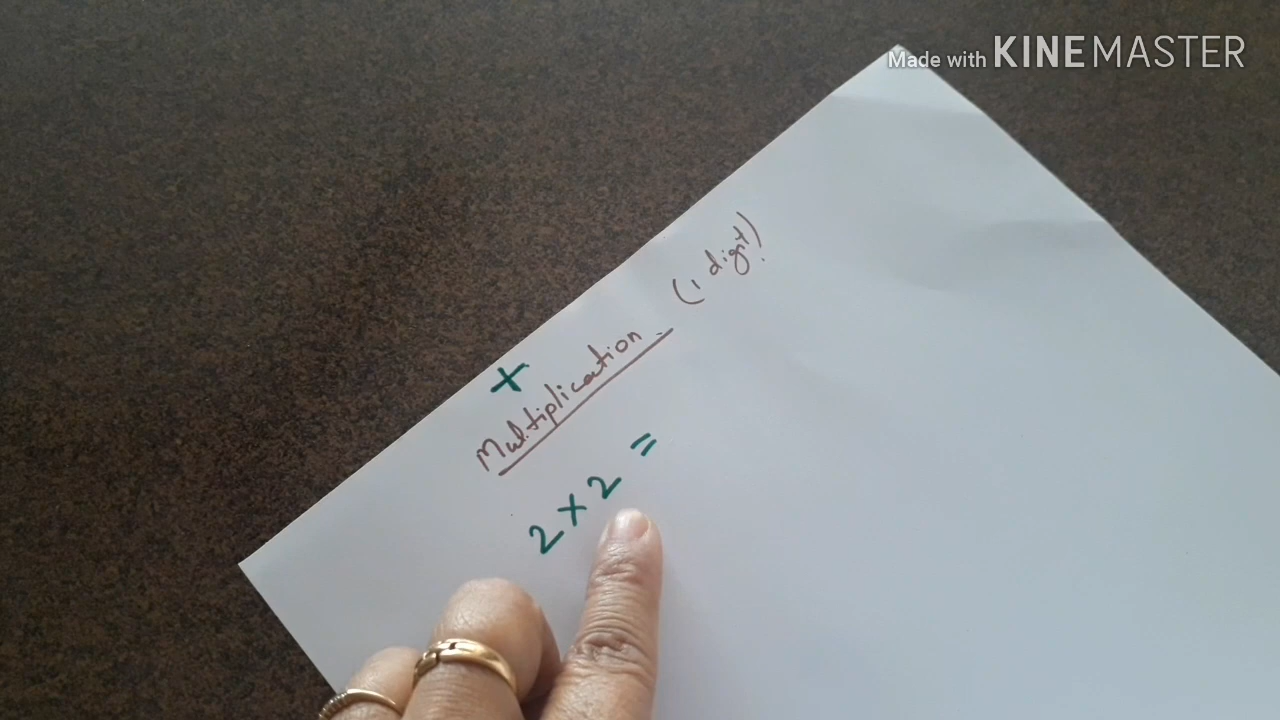 Made with KINEMASTER
×
Multiplication. (1 digit)
2 × 2 =